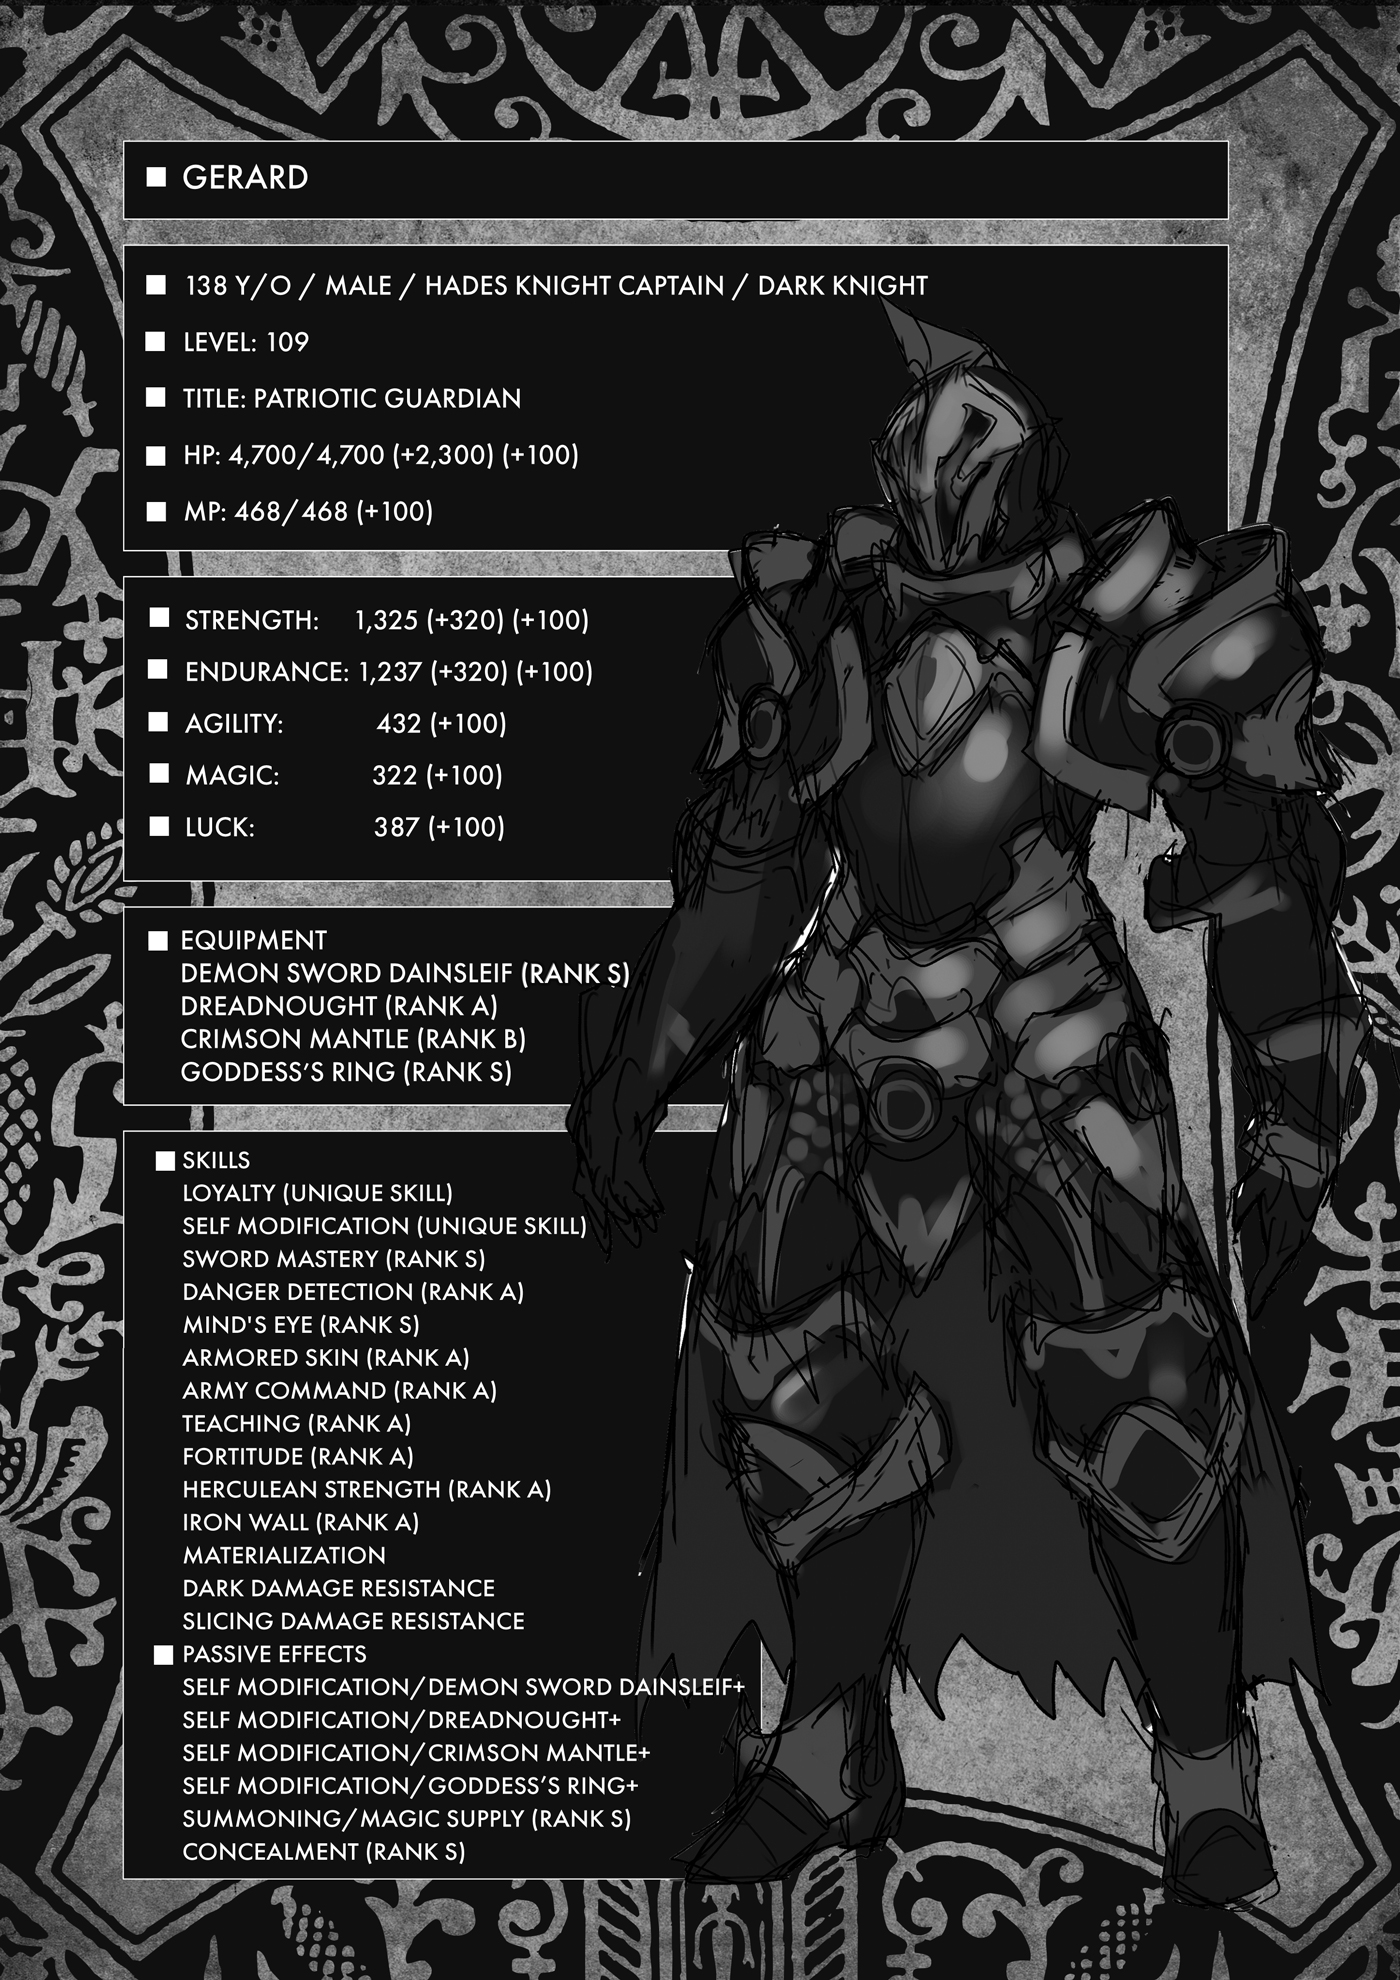 GERARD
138 Y/O / MALE / HADES KNIGHT CAPTAIN / DARK KNIGHT
LEVEL: 109
TITLE: PATRIOTIC GUARDIAN
HP: 4,700/4,700 (+2,300) (+100)
MP: 468/468 (+100)
STRENGTH: 1,325 (+320) (+100)
ENDURANCE: 1,237 (+320) (+100)
AGILITY: 432 (+100)
MAGIC: 322 (+100)
LUCK: 387 (+100)
EQUIPMENT
DEMON SWORD DAINSLEIF (RANK S)
DREADNOUGHT (RANK A)
CRIMSON MANTLE (RANK B)
GODDESS'S RING (RANK S)
SKILLS
LOYALTY (UNIQUE SKILL)
SELF MODIFICATION (UNIQUE SKILL)
SWORD MASTERY (RANK S)
DANGER DETECTION (RANK A)
MIND'S EYE (RANK S)
ARMORED SKIN (RANK A)
ARMY COMMAND (RANK A)
TEACHING (RANK A)
FORTITUDE (RANK A)
HERCULEAN STRENGTH (RANK A)
IRON WALL (RANK A)
MATERIALIZATION
DARK DAMAGE RESISTANCE
SLICING DAMAGE RESISTANCE
PASSIVE EFFECTS
SELF MODIFICATION/DEMON SWORD DAINSLEIF+
SELF MODIFICATION/DREADNOUGHT+
SELF MODIFICATION/CRIMSON MANTLE+
SELF MODIFICATION/GODDESS'S RING+
SUMMONING/MAGIC SUPPLY (RANK S)
CONCEALMENT (RANK S)